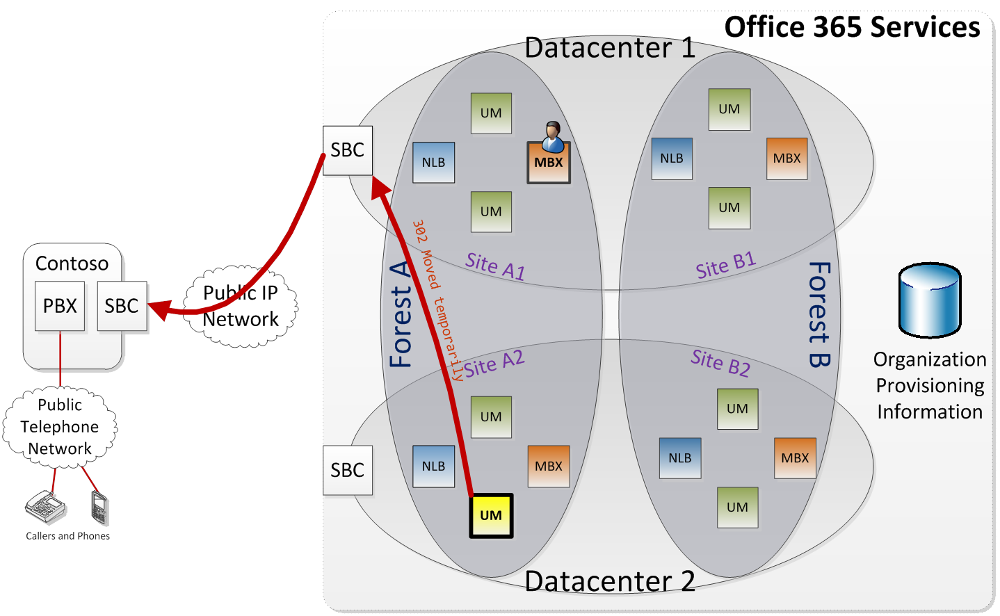 Office 365 Services
Datacenter 1
UM
UM
SBC
NLB
MBX
NLB
MBX
UM
UM
302 Moved temporarily
Site A1
Site B1
Forest A
Forest B
Contoso
PBX
SBC
Public IP
Network
Organization
Provisioning
Information
Site A2
Site B2
Public
Telephone
Network
UM
UM
SBC
NLB
MBX
NLB
MBX
UM
UM
Callers and Phones
Datacenter 2